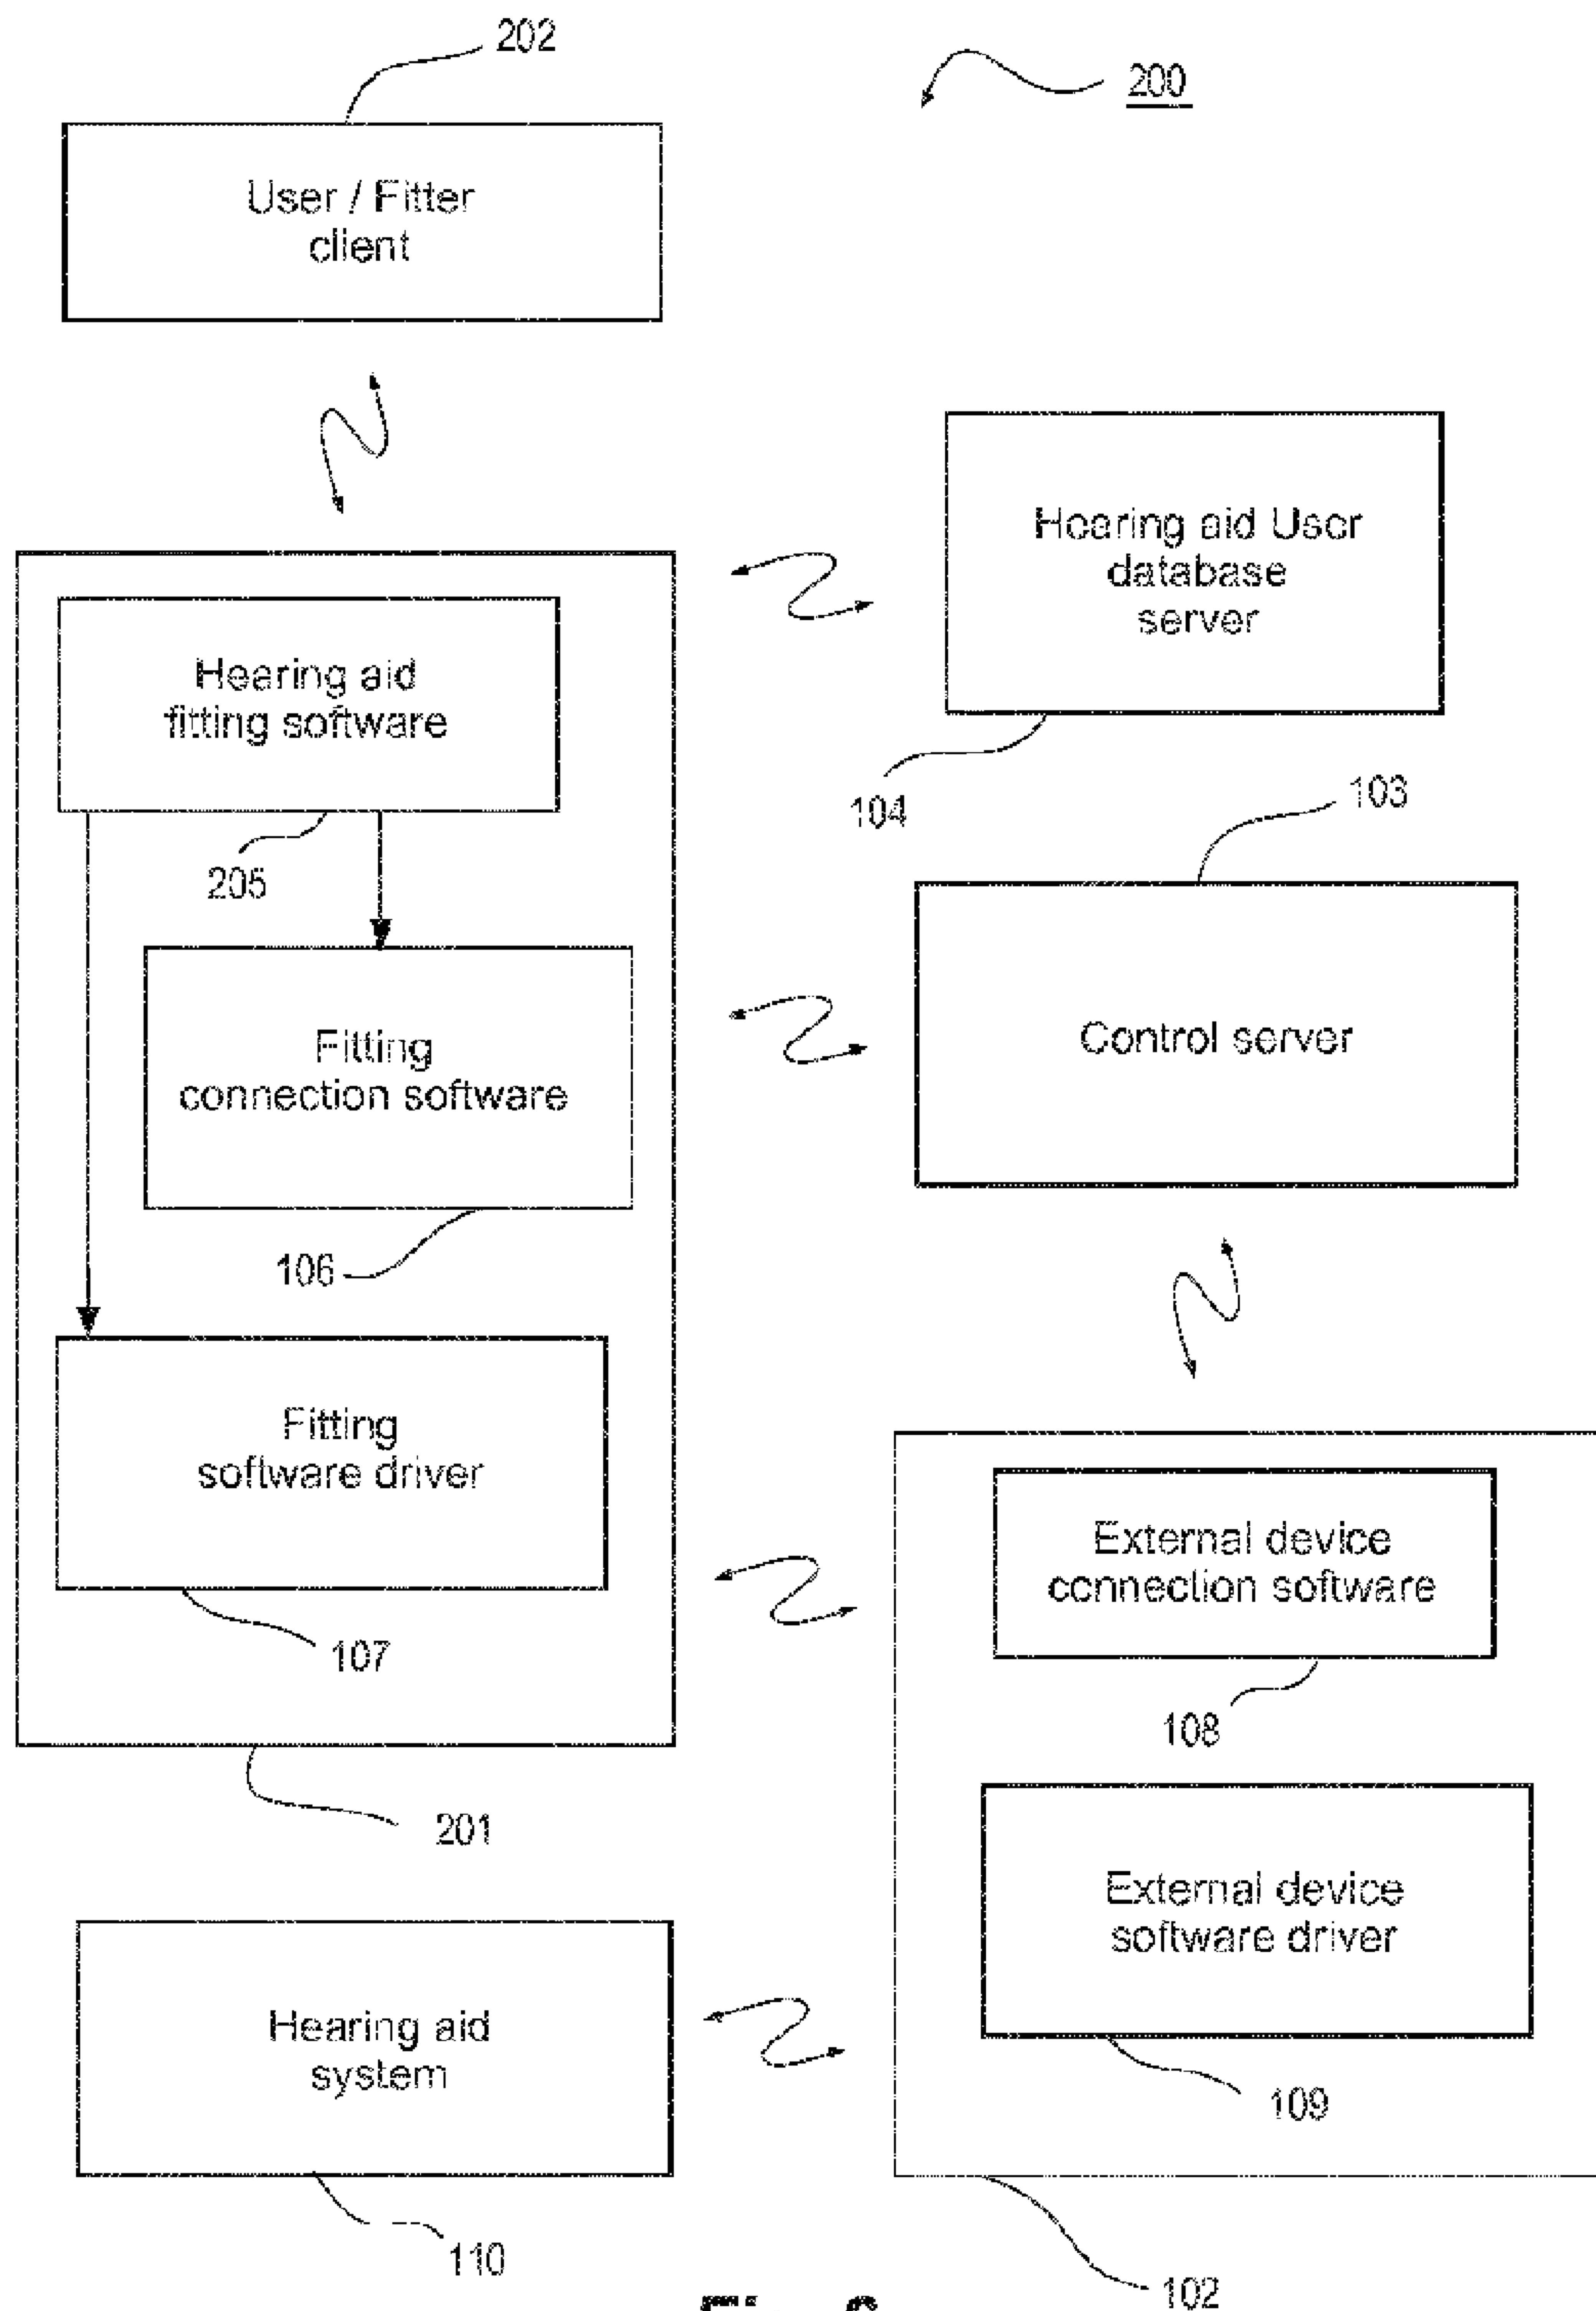 202
200
User / Fitter
client
Hearing aid User
database
server
104
Hearing aid
fitting software
205
103
Control server
Fitting
connection software
106
Fitting
software driver
107
201
External device
connection software
108
External device
software driver
109
Hearing aid
system
110
102